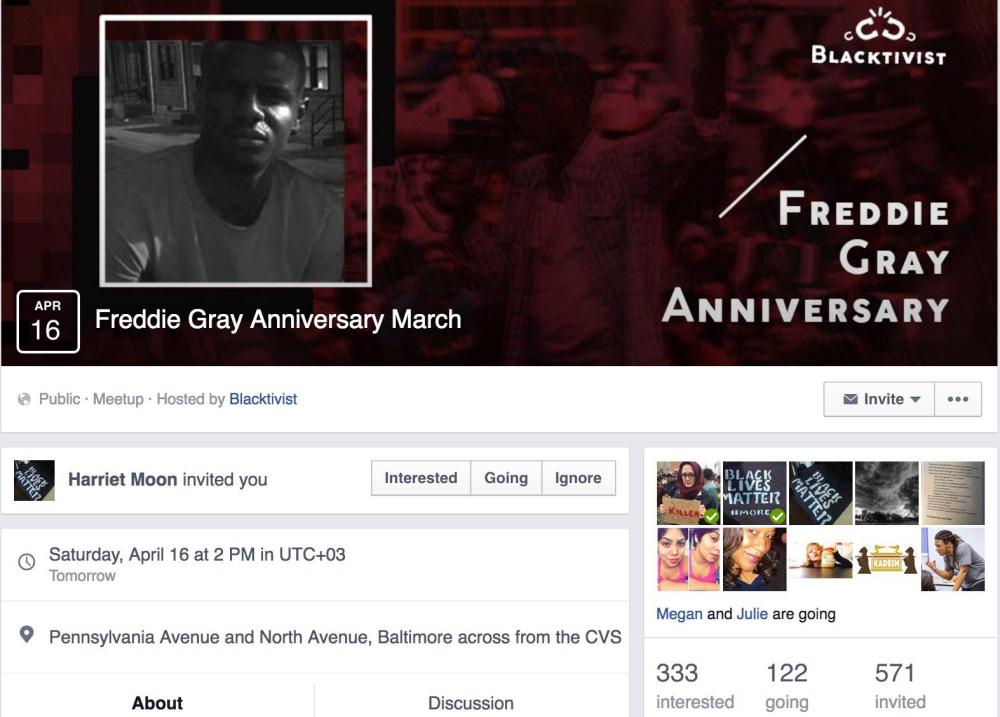 BLACKTIVIST
FREDDIE
GRAY
ANNIVERSARY
APR
16
Freddie Gray Anniversary March
Public · Meetup · Hosted by Blacktivist
Invite
Harriet Moon invited you
Interested
Going
Ignore
BLACK
LIVES
MATTER
KILLER
BLACK
LIVES
MATTER
#MORE
BLACK
LIVES
MATTER
KADESH
Saturday, April 16 at 2 PM in UTC+03
Tomorrow
Megan and Julie are going
Pennsylvania Avenue and North Avenue, Baltimore across from the CVS
333
122
571
interested
going
invited
About
Discussion